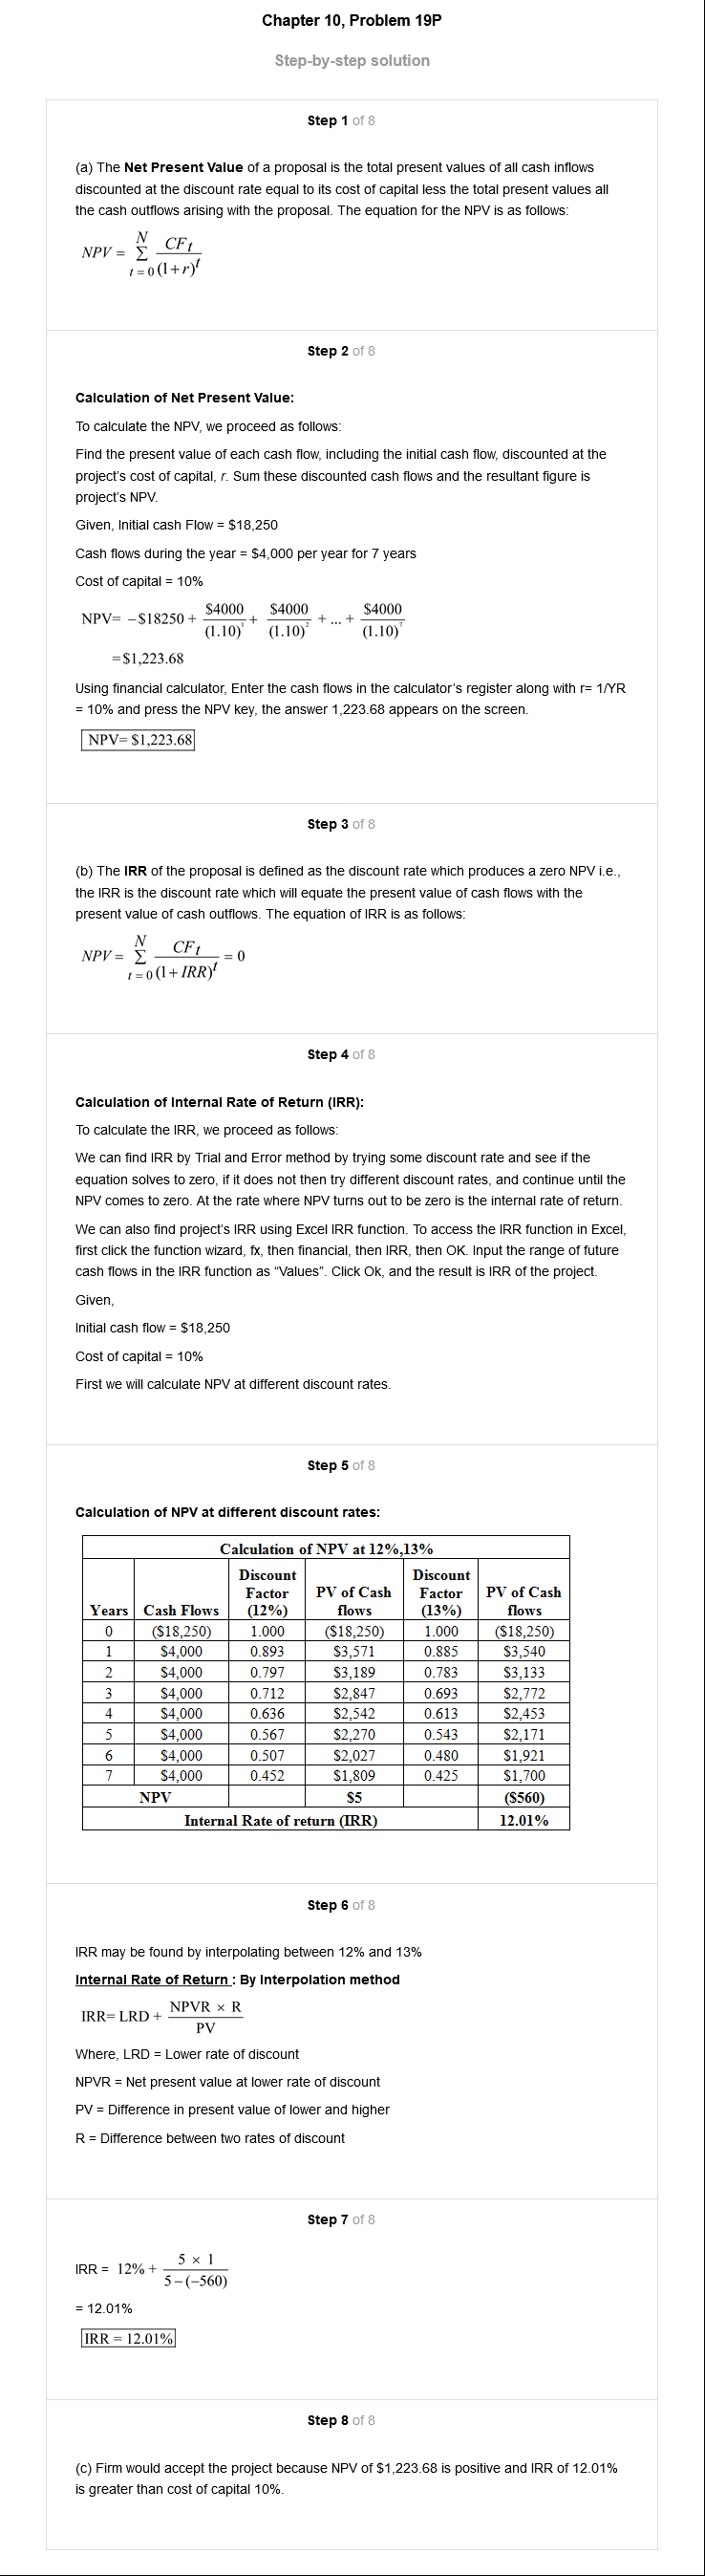 Chapter 10, Problem 19P
Step-by-step solution
Step 1 of 8
(a) The Net Present Value of a proposal is the total present values of all cash inflows
discounted at the discount rate equal to its cost of capital less the total present values all
the cash outflows arising with the proposal. The equation for the NPV is as follows:
NPV = N Σ t = 0 CFt / (1+r)^t
Step 2 of 8
Calculation of Net Present Value:
To calculate the NPV, we proceed as follows:
Find the present value of each cash flow, including the initial cash flow, discounted at the
project's cost of capital, r. Sum these discounted cash flows and the resultant figure is
project's NPV.
Given, Initial cash Flow = $18,250
Cash flows during the year = $4,000 per year for 7 years
Cost of capital = 10%
NPV= −$18250 + $4000 / (1.10)^1 + $4000 / (1.10)^2 + ... + $4000 / (1.10)^7
=$1,223.68
Using financial calculator, Enter the cash flows in the calculator's register along with r= 1/YR
= 10% and press the NPV key, the answer 1,223.68 appears on the screen.
NPV= $1,223.68
Step 3 of 8
(b) The IRR of the proposal is defined as the discount rate which produces a zero NPV i.e.,
the IRR is the discount rate which will equate the present value of cash flows with the
present value of cash outflows. The equation of IRR is as follows:
NPV = N Σ t = 0 CFt / (1+IRR)^t = 0
Step 4 of 8
Calculation of Internal Rate of Return (IRR):
To calculate the IRR, we proceed as follows:
We can find IRR by Trial and Error method by trying some discount rate and see if the
equation solves to zero, if it does not then try different discount rates, and continue until the
NPV comes to zero. At the rate where NPV turns out to be zero is the internal rate of return.
We can also find project's IRR using Excel IRR function. To access the IRR function in Excel,
first click the function wizard, fx, then financial, then IRR, then OK. Input the range of future
cash flows in the IRR function as “Values”. Click Ok, and the result is IRR of the project.
Given,
Initial cash flow = $18,250
Cost of capital = 10%
First we will calculate NPV at different discount rates.
Step 5 of 8
Calculation of NPV at different discount rates:
Calculation of NPV at 12%,13%
Years Cash Flows Discount Factor (12%) PV of Cash flows Discount Factor (13%) PV of Cash flows
0 ($18,250) 1.000 ($18,250) 1.000 ($18,250)
1 $4,000 0.893 $3,571 0.885 $3,540
2 $4,000 0.797 $3,189 0.783 $3,133
3 $4,000 0.712 $2,847 0.693 $2,772
4 $4,000 0.636 $2,542 0.613 $2,453
5 $4,000 0.567 $2,270 0.543 $2,171
6 $4,000 0.507 $2,027 0.480 $1,921
7 $4,000 0.452 $1,809 0.425 $1,700
NPV $5 ($560)
Internal Rate of return (IRR) 12.01%
Step 6 of 8
IRR may be found by interpolating between 12% and 13%
Internal Rate of Return : By Interpolation method
IRR= LRD + NPVR × R / PV
Where, LRD = Lower rate of discount
NPVR = Net present value at lower rate of discount
PV = Difference in present value of lower and higher
R = Difference between two rates of discount
Step 7 of 8
IRR = 12% + 5 × 1 / 5−(−560)
= 12.01%
IRR = 12.01%
Step 8 of 8
(c) Firm would accept the project because NPV of $1,223.68 is positive and IRR of 12.01%
is greater than cost of capital 10%.